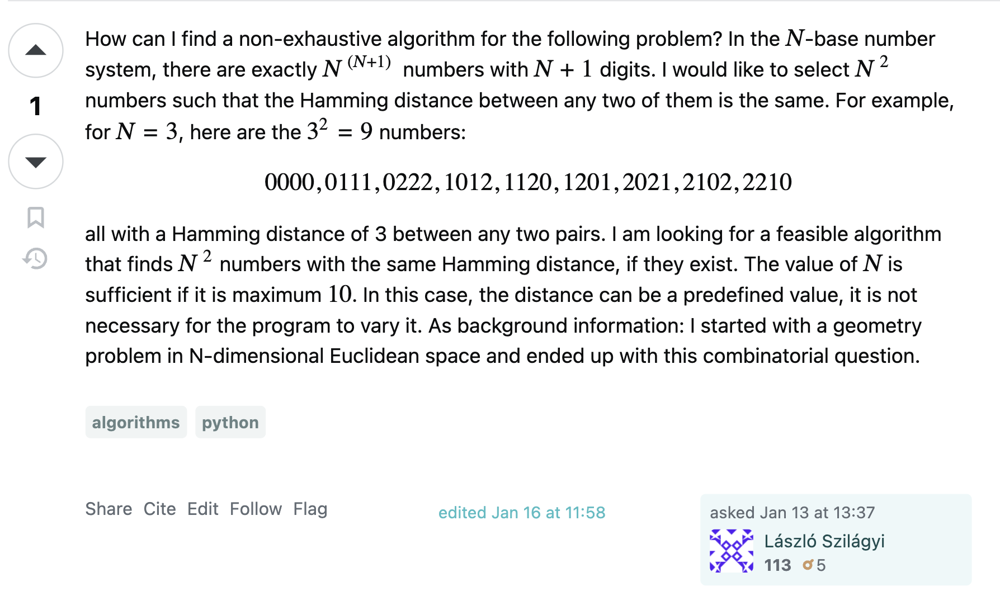 How can I find a non-exhaustive algorithm for the following problem? In the N-base number
system, there are exactly N^(N+1) numbers with N + 1 digits. I would like to select N^2
1
numbers such that the Hamming distance between any two of them is the same. For example,
for N = 3, here are the 3^2 = 9 numbers:
0000, 0111, 0222, 1012, 1120, 1201, 2021, 2102, 2210
all with a Hamming distance of 3 between any two pairs. I am looking for a feasible algorithm
that finds N^2 numbers with the same Hamming distance, if they exist. The value of N is
sufficient if it is maximum 10. In this case, the distance can be a predefined value, it is not
necessary for the program to vary it. As background information: I started with a geometry
problem in N-dimensional Euclidean space and ended up with this combinatorial question.
algorithms python
Share Cite Edit Follow Flag
edited Jan 16 at 11:58
asked Jan 13 at 13:37
László Szilágyi
113 5